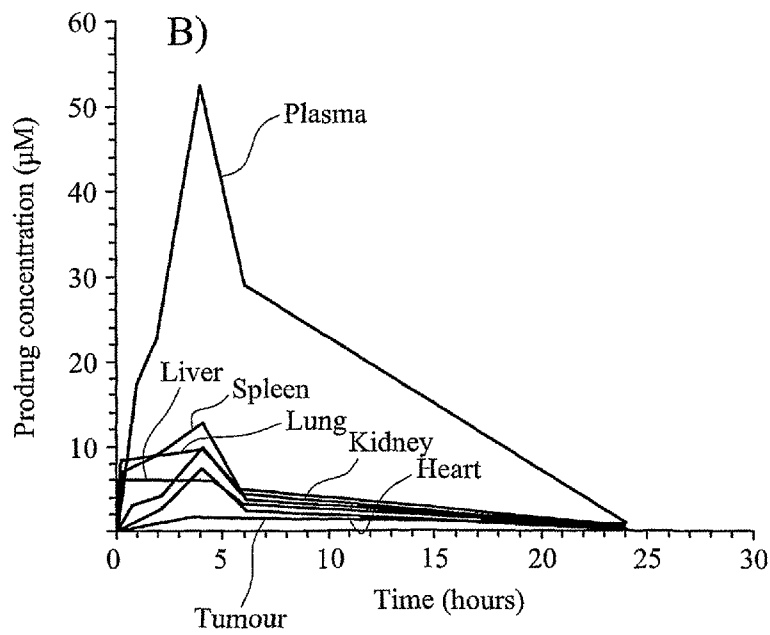 B)
60
50
40
30
20
10
Prodrug concentration (μM)
Plasma
Liver
Spleen
Lung
Kidney
Heart
0 5 10 15 20 25 30
Tumour
Time (hours)